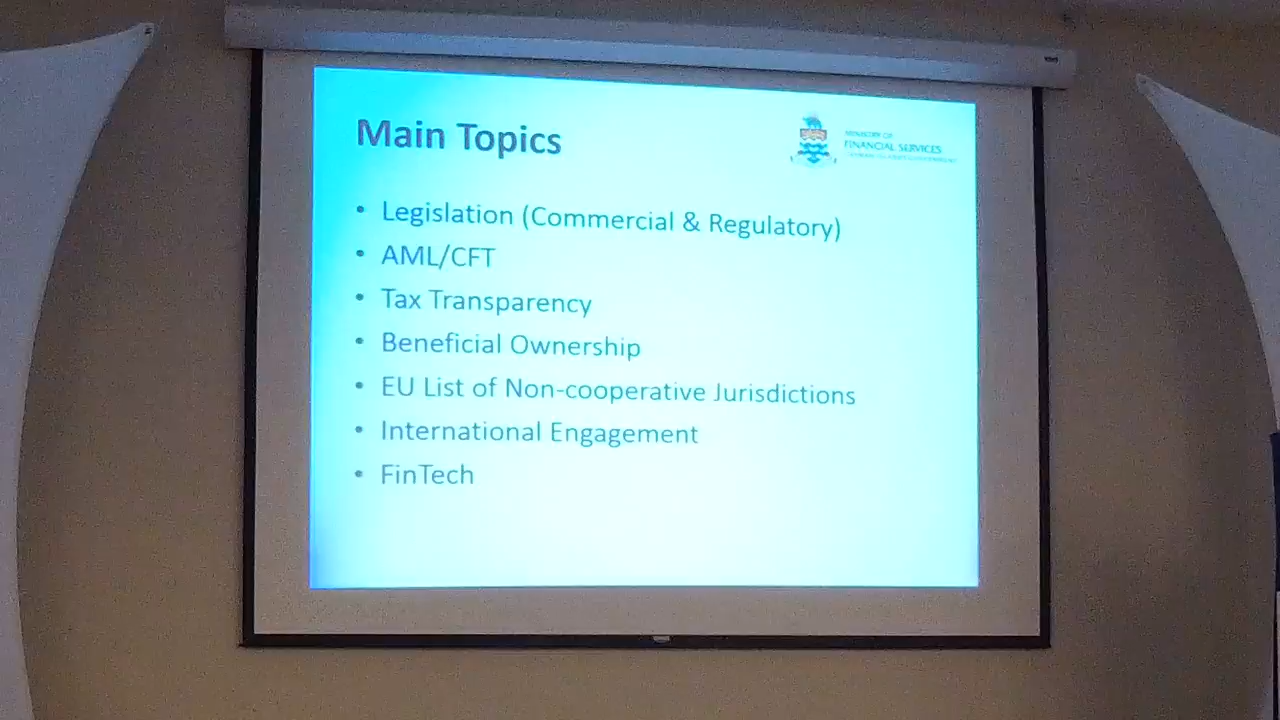 Main Topics
MINISTRY OF
FINANCIAL SERVICES
• Legislation (Commercial & Regulatory)
• AML/CFT
• Tax Transparency
• Beneficial Ownership
• EU List of Non-cooperative Jurisdictions
• International Engagement
• FinTech